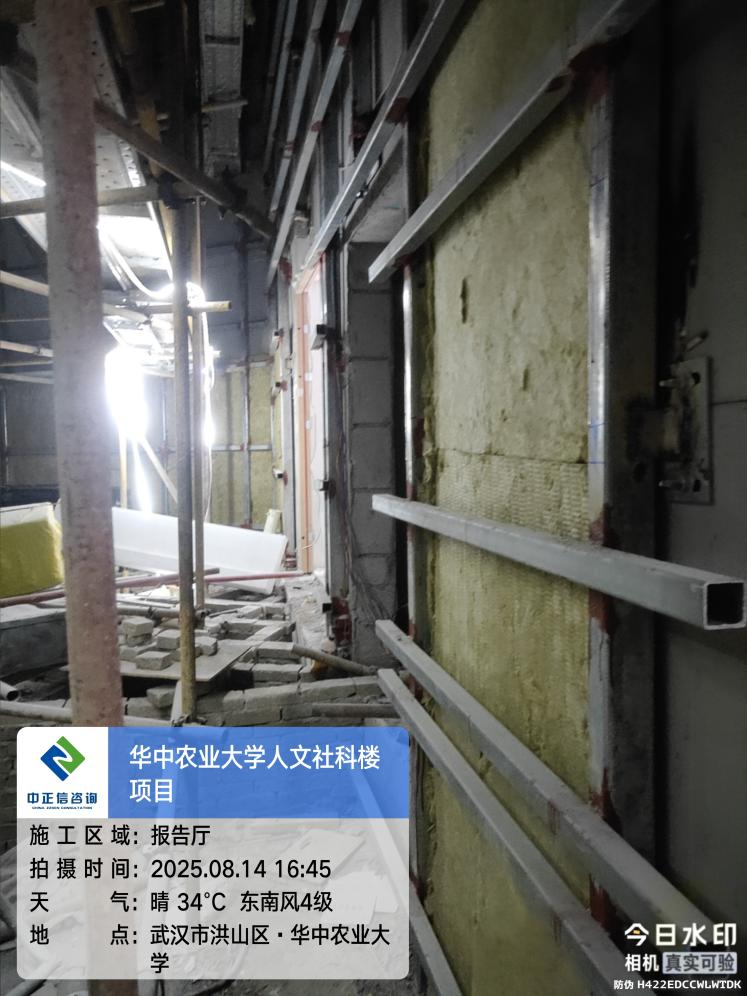 中正信咨询
CHINA ZZXIN CONSULTATION
华中农业大学人文社科楼
项目
施工区域：报告厅
拍摄时间：2025.08.14 16:45
天气：晴 34°C 东南风4级
地点：武汉市洪山区·华中农业大
学
今日水印
相机 真实可验
防伪 H422EDCCWLWTDK